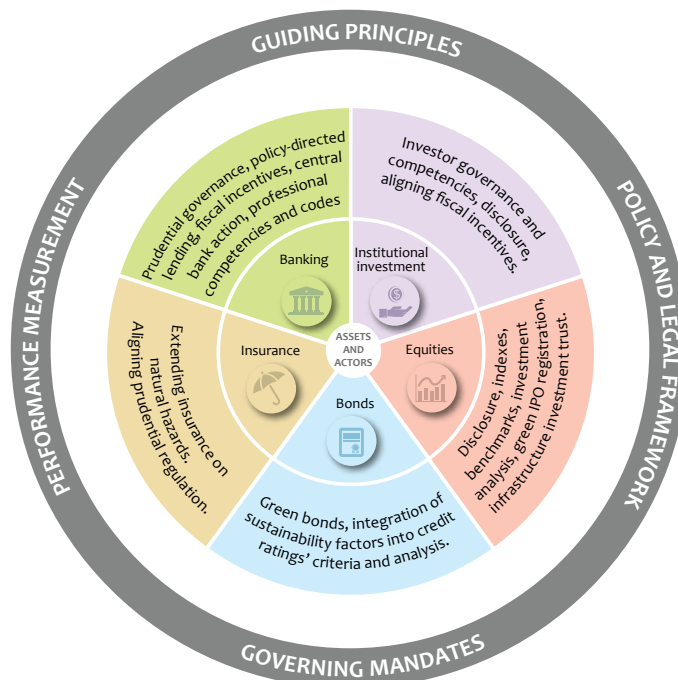 GUIDING PRINCIPLES
Prudential governance, policy-directed
lending, fiscal incentives, central
bank action, professional
competencies and codes
Investor governance and
competencies, disclosure,
aligning fiscal incentives.
Banking
Institutional
investment
PERFORMANCE MEASUREMENT
POLICY AND LEGAL FRAMEWORK
ASSETS
AND
ACTORS
Insurance
Equities
Extending insurance on
natural hazards.
Aligning prudential regulation.
Disclosure, indexes,
benchmarks, investment
analysis, green IPO registration,
infrastructure investment trust.
Bonds
Green bonds, integration of
sustainability factors into credit
ratings’ criteria and analysis.
GOVERNING MANDATES